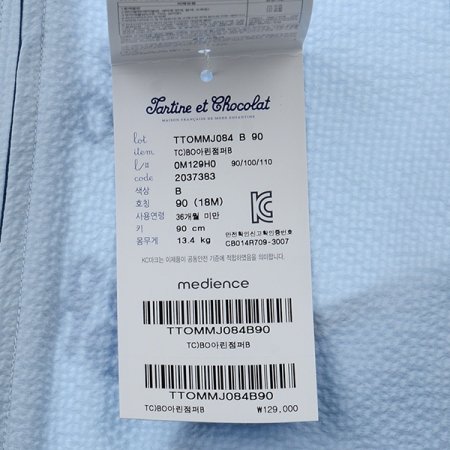 Tartine et Chocolat
MAISON FRANÇAISE DE MODE ENFANTINE
lot TTOMMJ084 B 90
item TC)BO아린점퍼B
l/# 0M129H0 90/100/110
code 2037383
색상 B
호칭 90 (18M)
사용연령 36개월 미만
키 90 cm
몸무게 13.4 kg
안전확인신고확인증번호
CB014R709-3007
KC마크는 이제품이 공통안전 기준에 적합하였음을 의미합니다
medience
TTOMMJ084B90
TC)BO아린점퍼B
TTOMMJ084B90
TC)BO아린점퍼B ₩129,000